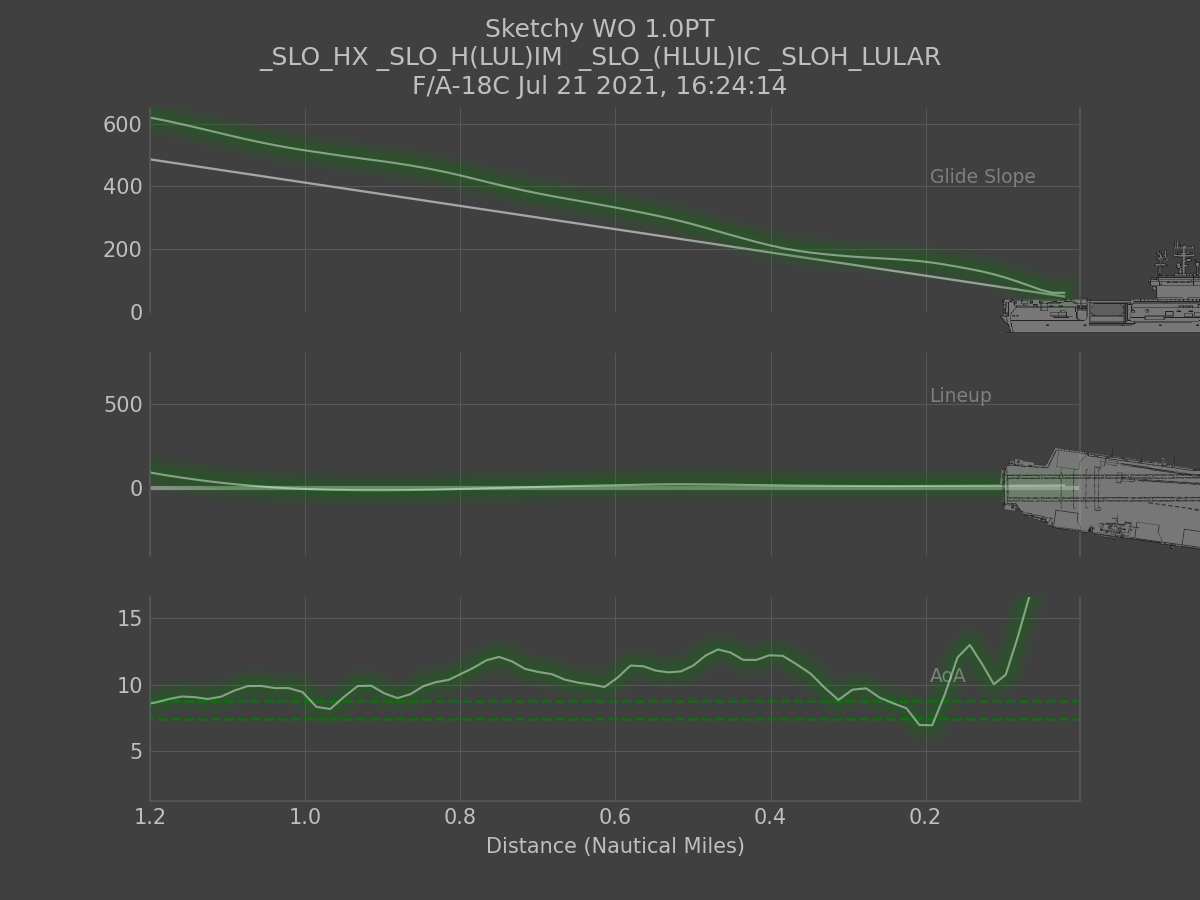 Sketchy WO 1.0PT
_SLO_HX _SLO_H(LUL)IM  _SLO_(HLUL)IC _SLOH_LULAR
F/A-18C Jul 21 2021, 16:24:14
600
400
200
0
Glide Slope
500
0
Lineup
15
10
5
AoA
1.2 1.0 0.8 0.6 0.4 0.2
Distance (Nautical Miles)